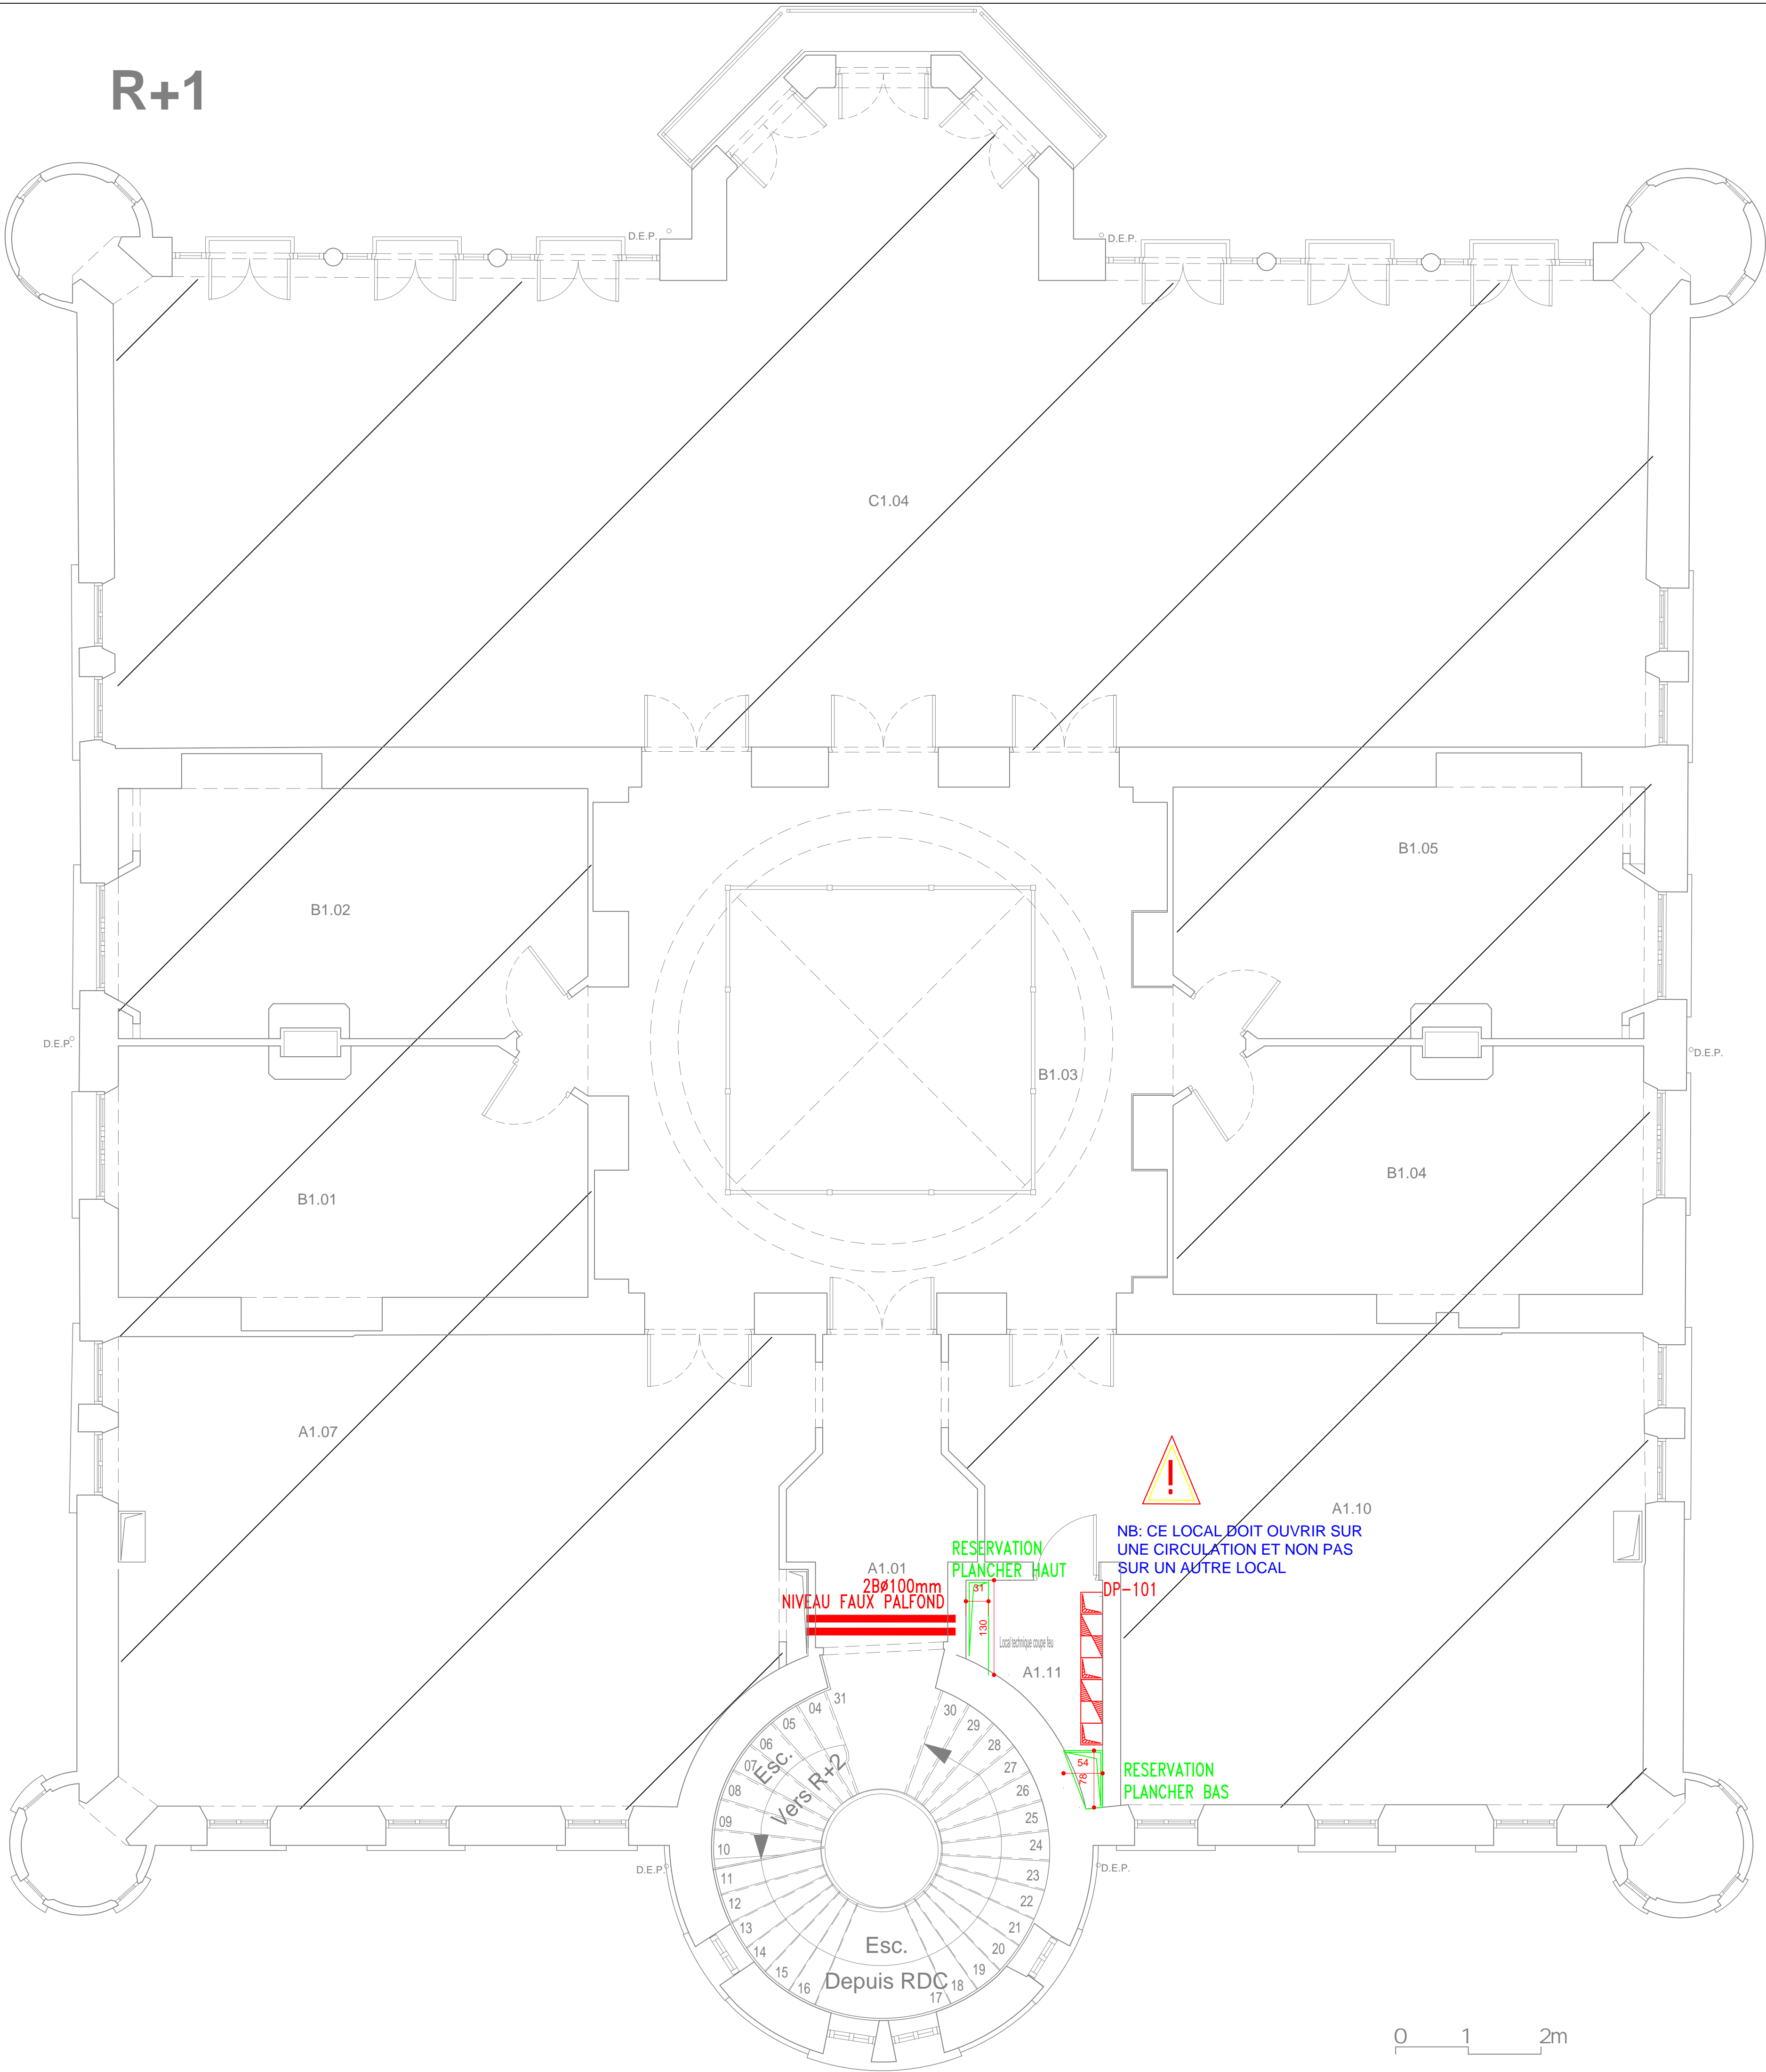 R+1
D.E.P.
D.E.P.
C1.04
B1.05
B1.02
D.E.P.
D.E.P.
B1.03
B1.04
B1.01
A1.07
A1.10
!
NB: CE LOCAL DOIT OUVRIR SUR
UNE CIRCULATION ET NON PAS
SUR UN AUTRE LOCAL
RESERVATION
PLANCHER HAUT
A1.01
2Bø100mm
NIVEAU FAUX PALFOND
31
130
DP-101
Local technique coupe feu
A1.11
54
78
RESERVATION
PLANCHER BAS
31
04
05
06
07
08
09
10
11
12
13
14
15
16
17
18
19
20
21
22
23
24
25
26
27
28
29
30
Esc.
Vers R+2
Esc.
Depuis RDC
D.E.P.
D.E.P.
0 1 2m